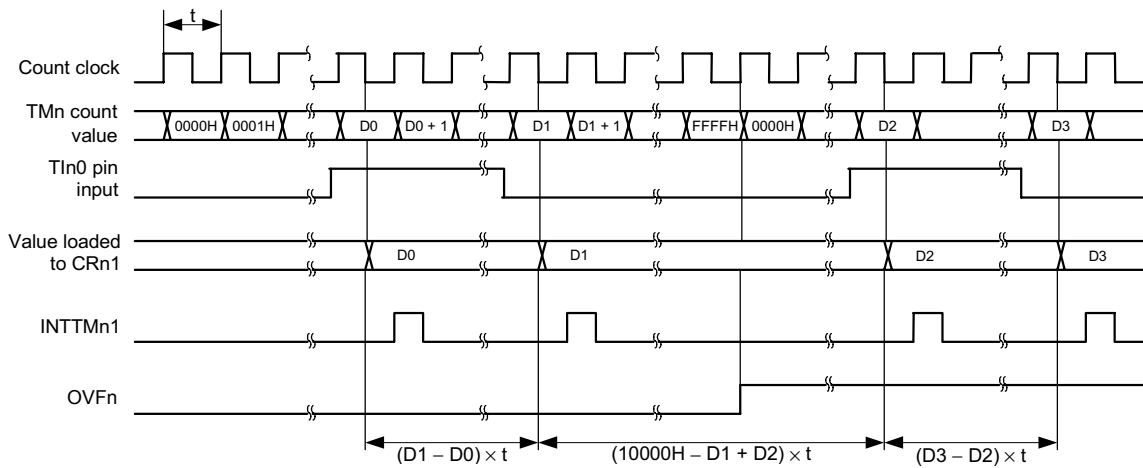 t
Count clock
TMn count
value
0000H 0001H D0 D0 + 1 D1 D1 + 1 FFFFH 0000H D2 D3
TIn0 pin
input
Value loaded
to CRn1
D0 D1 D2 D3
INTTMn1
OVFn
(D1 − D0) × t (10000H − D1 + D2) × t (D3 − D2) × t